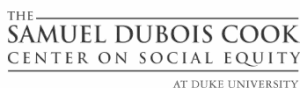 THE
SAMUEL DUBOIS COOK
CENTER ON SOCIAL EQUITY
AT DUKE UNIVERSITY